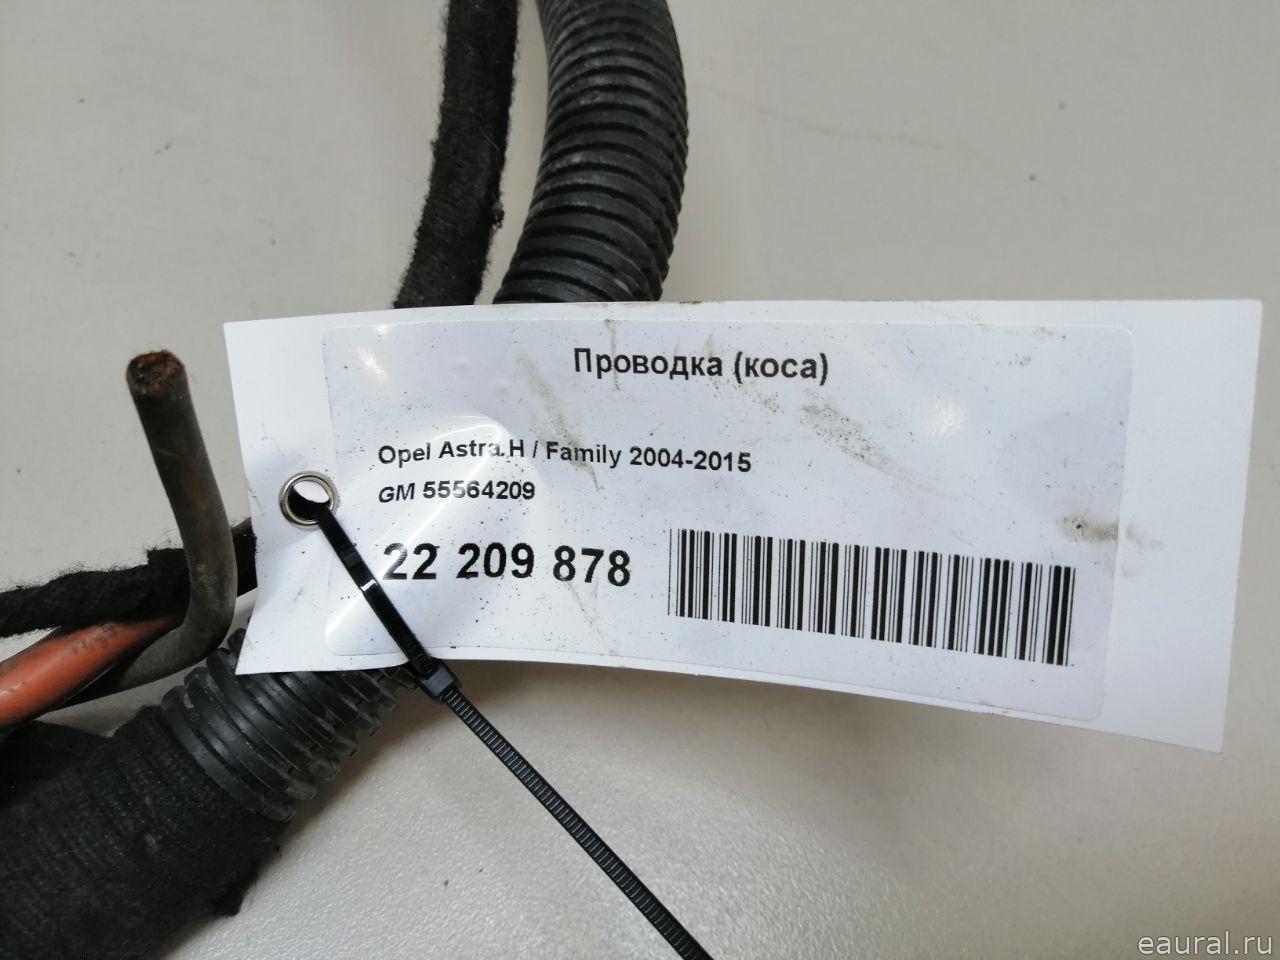 Проводка (коса)
Opel Astra H / Family 2004-2015
GM 55564209
22 209 878
eaural.ru